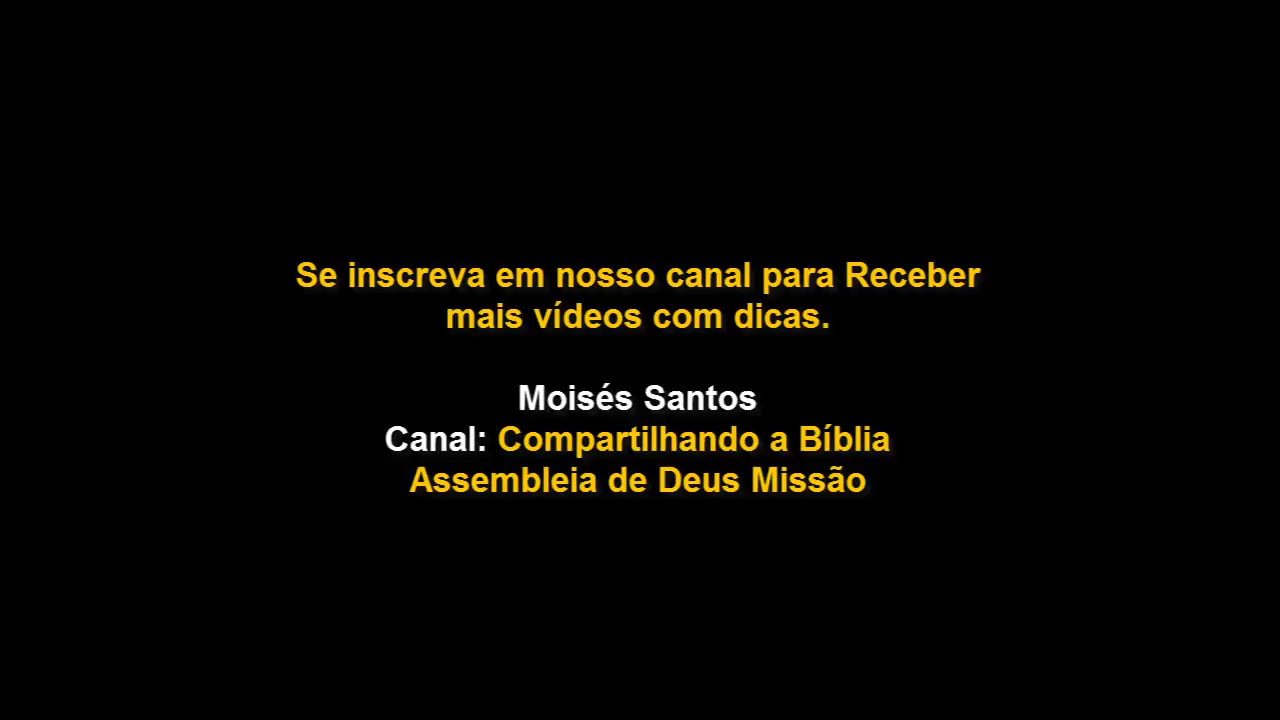 Se inscreva em nosso canal para Receber
mais vídeos com dicas.
Moisés Santos
Canal: Compartilhando a Bíblia
Assembleia de Deus Missão